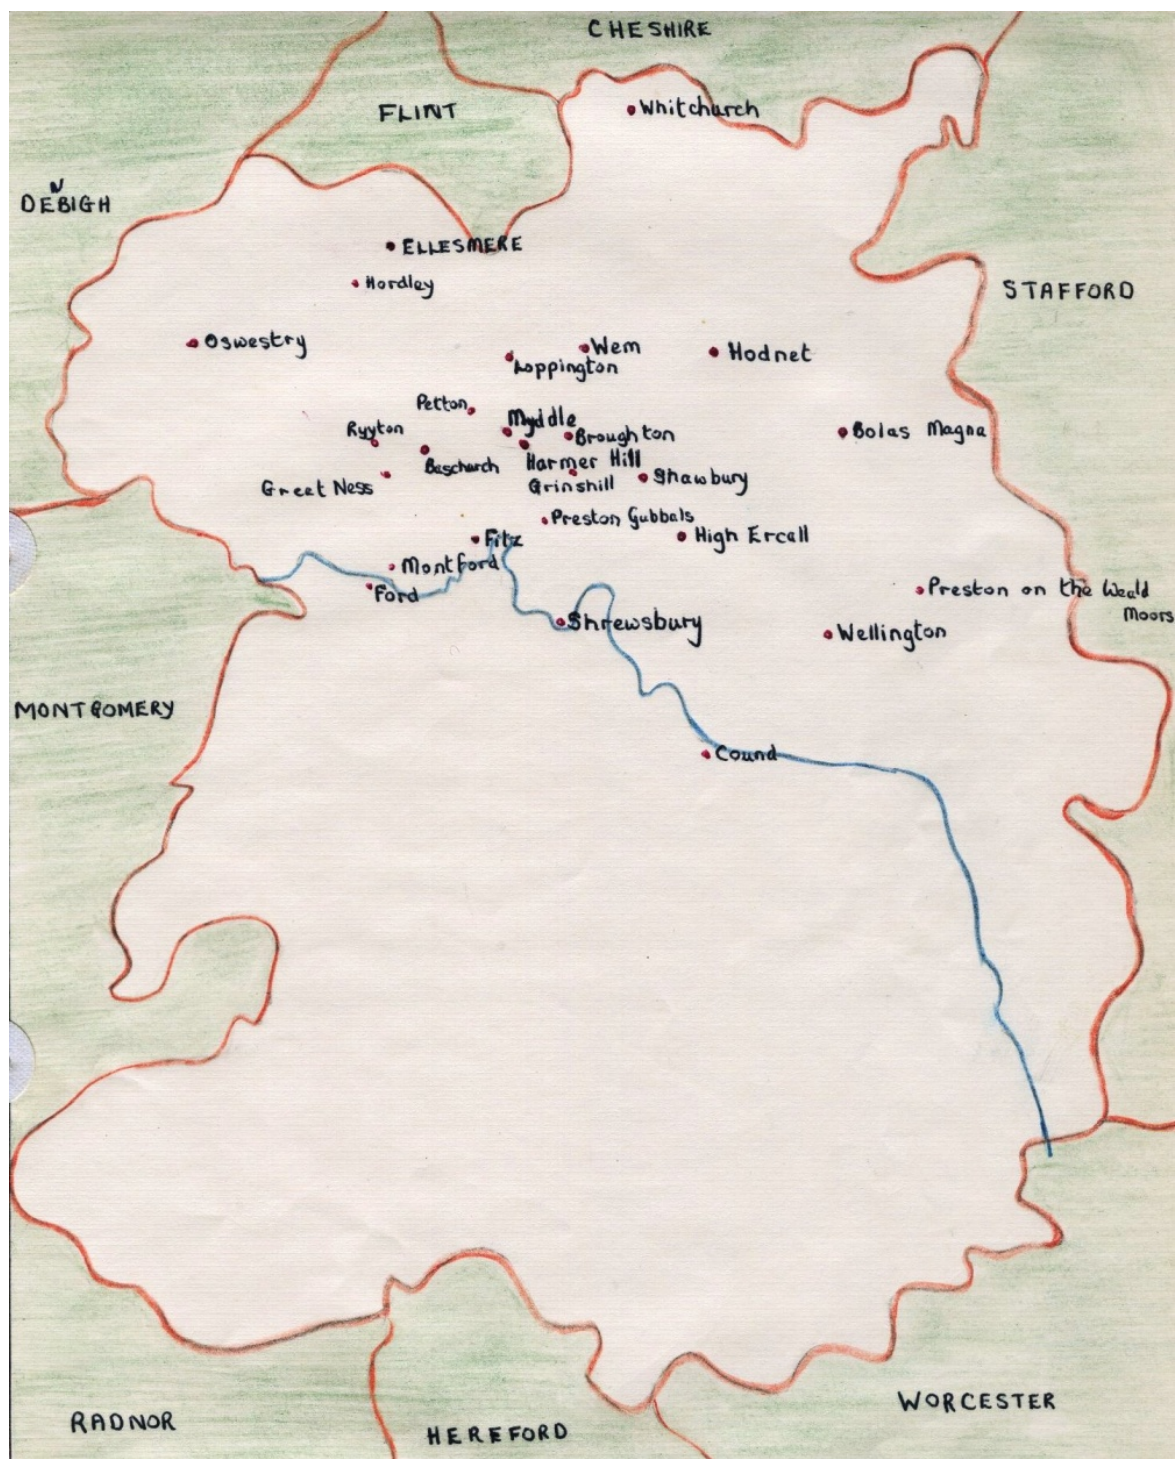 CHESHIRE
Whitchurch
FLINT
N
DEBIGH
ELLESMERE
Hordley
STAFFORD
Oswestry
Wem
Loppington
Hodnet
Petton
Myddle
Ryyton
Broughton
Bolas Magna
Baschurch
Harmer Hill
Great Ness
Grinshill
Shawbury
Preston Gubbals
Fitz
High Ercall
Montford
Ford
Preston on the Weald
Moors
Shrewsbury
Wellington
MONTGOMERY
Cound
WORCESTER
RADNOR
HEREFORD